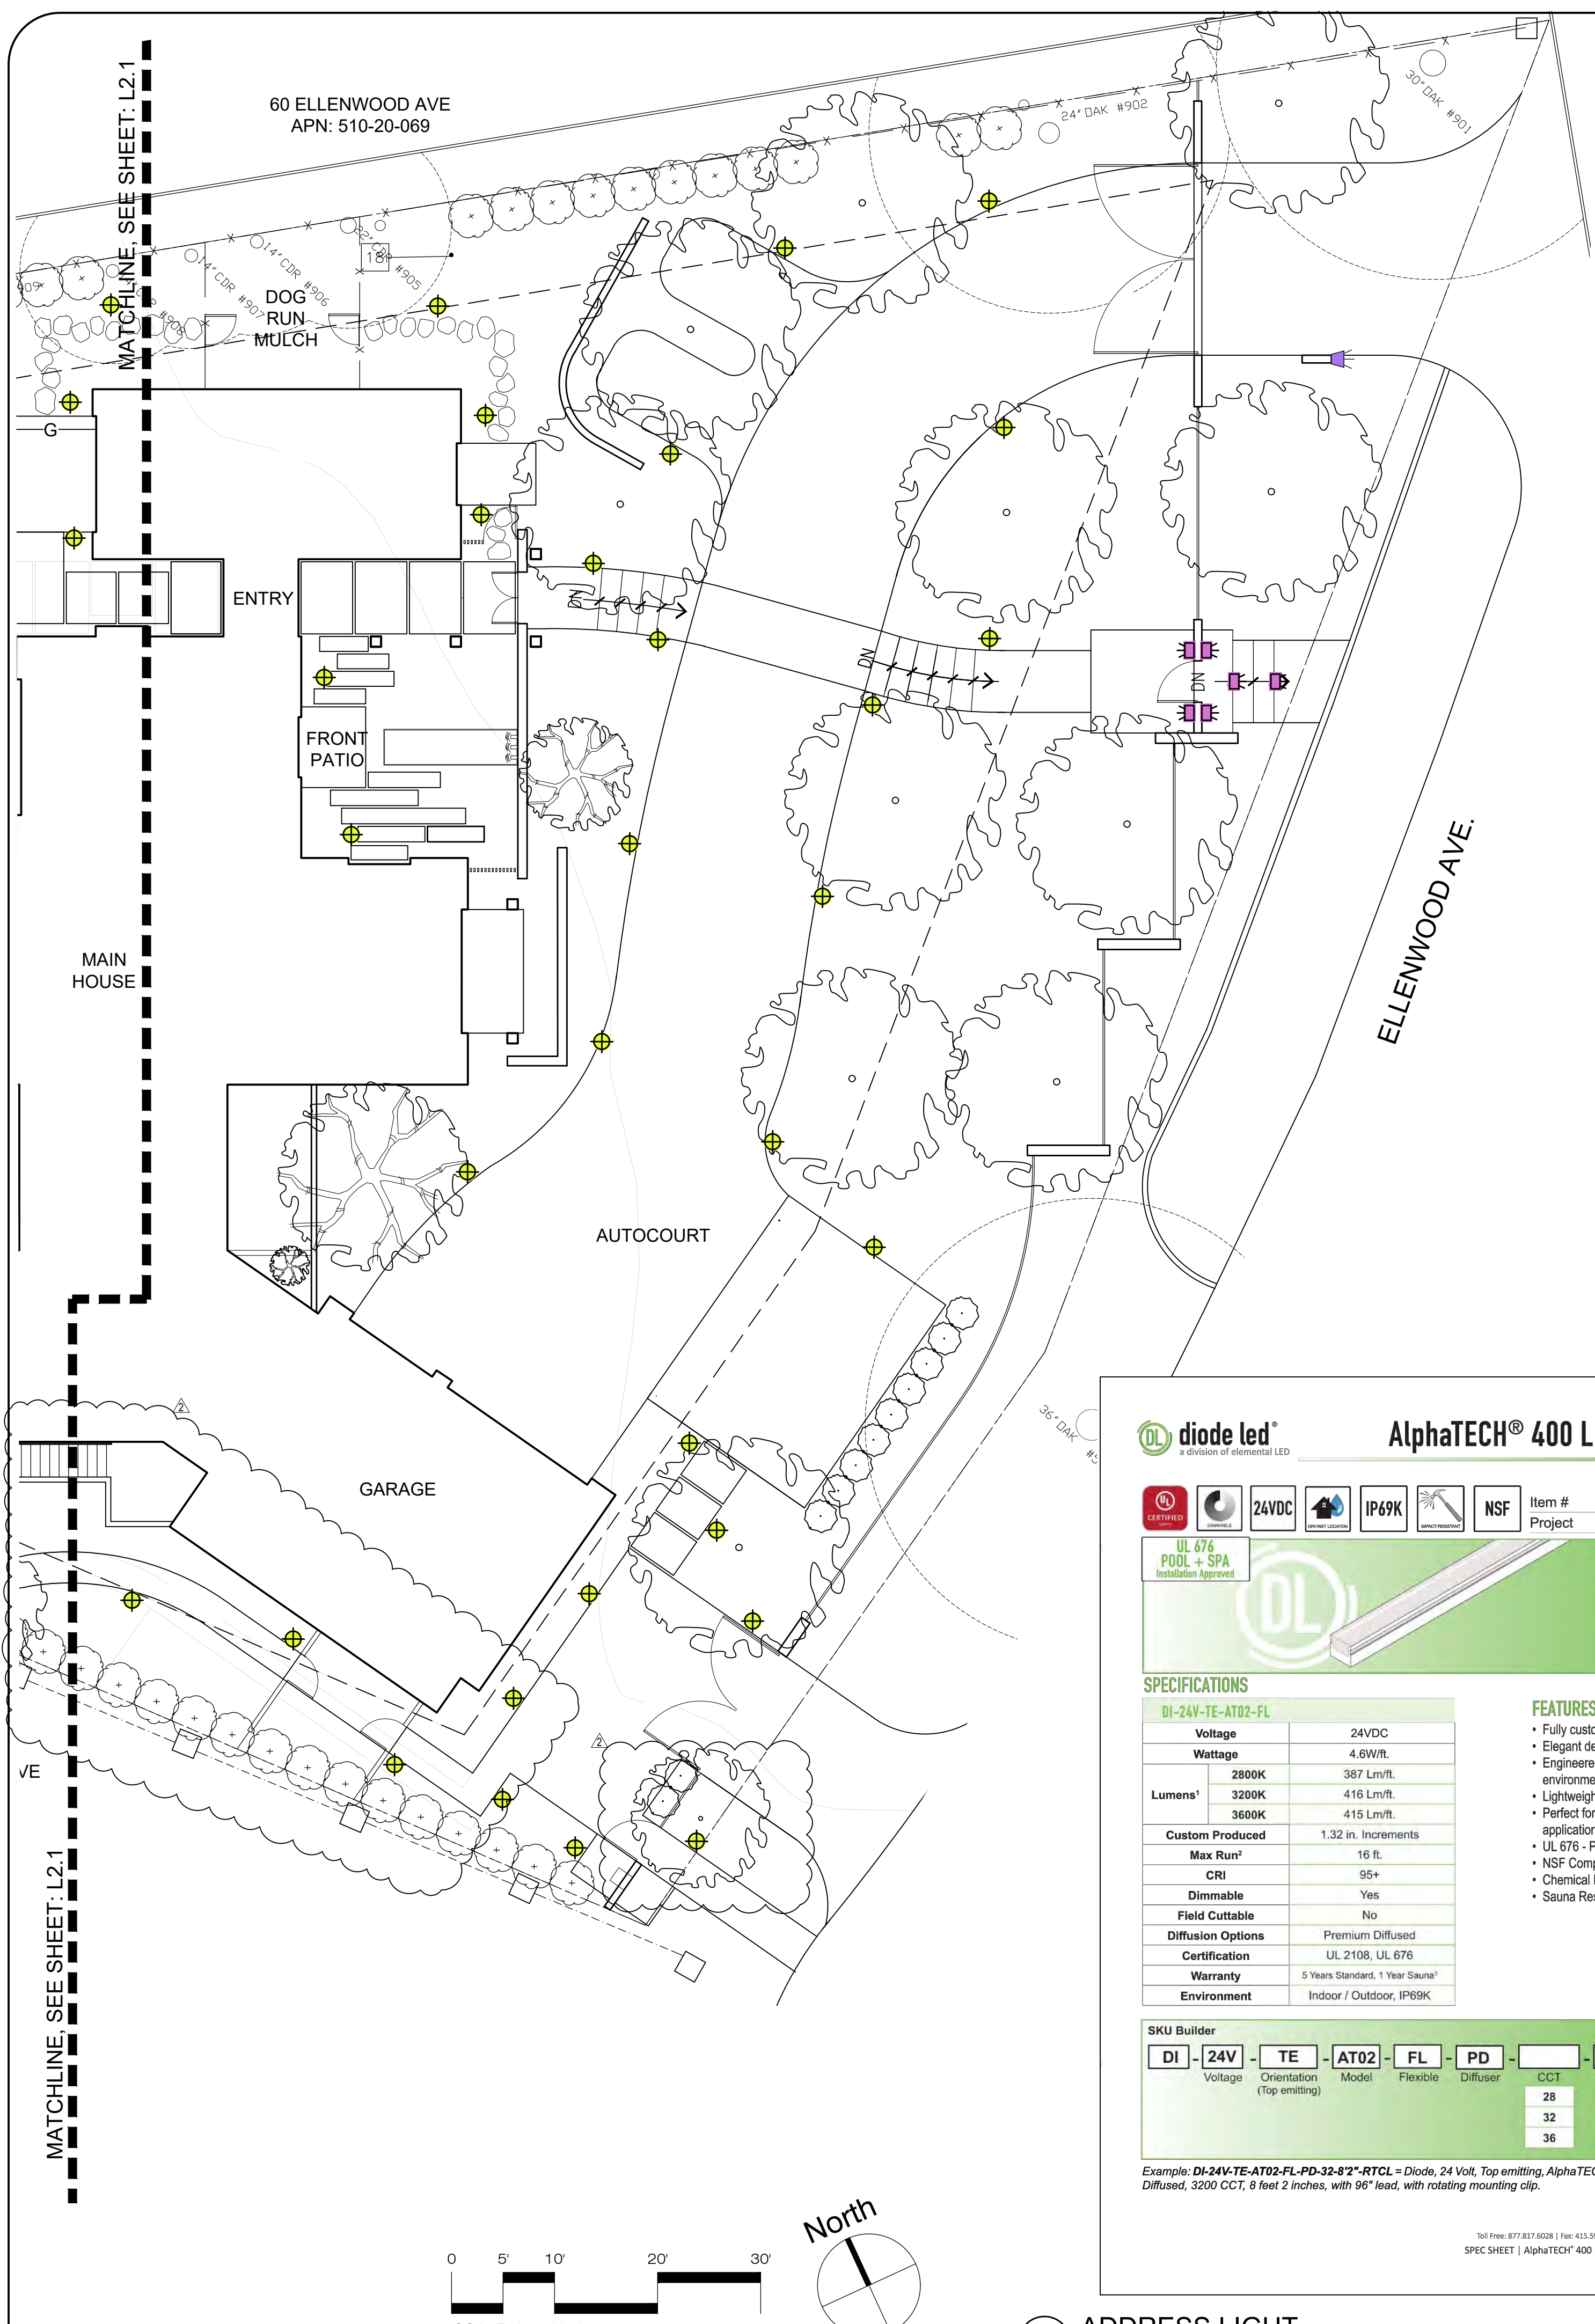 MATCHLINE, SEE SHEET: L2.1
60 ELLENWOOD AVE
APN: 510-20-069
24" OAK #902
30" OAK #901
22" CDR #905
14" CDR #906
14" CDR #907
CDR #908
909
18
DOG
RUN
MULCH
G
ENTRY
DN
DN
DN
FRONT
PATIO
MAIN
HOUSE
ELLENWOOD AVE.
AUTOCOURT
36" OAK
2
GARAGE
2
VE
MATCHLINE, SEE SHEET: L2.1
North
0 5' 10' 20' 30'
DL diode led®
a division of elemental LED
AlphaTECH® 400 L
UL
CERTIFIED
DIMMABLE
24VDC
DRY/WET LOCATION
IP69K
IMPACT-RESISTANT
NSF
Item #
Project
UL 676
POOL + SPA
Installation Approved
DL
SPECIFICATIONS
DI-24V-TE-AT02-FL
Voltage 24VDC
Wattage 4.6W/ft.
Lumens¹ 2800K 387 Lm/ft.
3200K 416 Lm/ft.
3600K 415 Lm/ft.
Custom Produced 1.32 in. Increments
Max Run² 16 ft.
CRI 95+
Dimmable Yes
Field Cuttable No
Diffusion Options Premium Diffused
Certification UL 2108, UL 676
Warranty 5 Years Standard, 1 Year Sauna³
Environment Indoor / Outdoor, IP69K
FEATURES
• Fully custo
• Elegant de
• Engineere
environme
• Lightweigh
• Perfect for
application
• UL 676 - P
• NSF Comp
• Chemical
• Sauna Res
SKU Builder
DI - 24V - TE - AT02 - FL - PD -
Voltage Orientation Model Flexible Diffuser CCT
(Top emitting)
28
32
36
Example: DI-24V-TE-AT02-FL-PD-32-8'2"-RTCL = Diode, 24 Volt, Top emitting, AlphaTEC
Diffused, 3200 CCT, 8 feet 2 inches, with 96" lead, with rotating mounting clip.
Toll Free: 877.817.6028 | Fax: 415.59
SPEC SHEET | AlphaTECH® 400
ADDRESS LIGHT